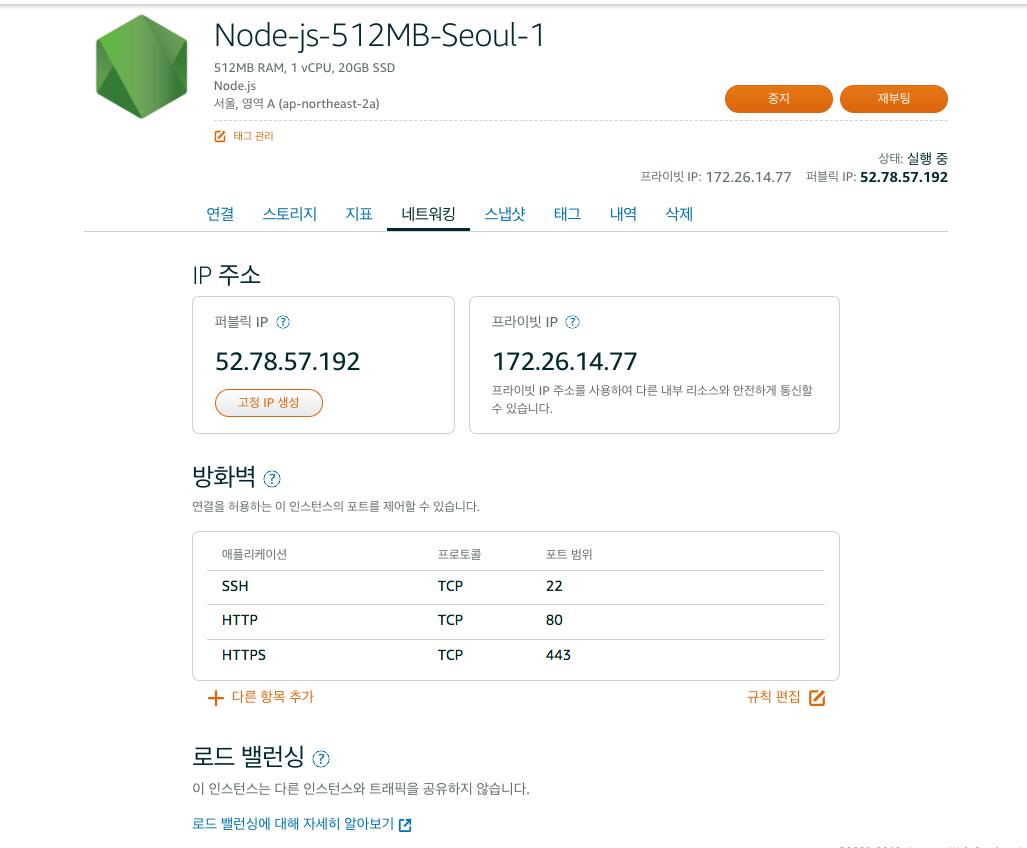 Node-js-512MB-Seoul-1
512MB RAM, 1 vCPU, 20GB SSD
Node.js
서울, 영역 A (ap-northeast-2a)
중지 재부팅
태그 관리
상태: 실행 중
프라이빗 IP: 172.26.14.77 퍼블릭 IP: 52.78.57.192
연결 스토리지 지표 네트워킹 스냅샷 태그 내역 삭제
IP 주소
퍼블릭 IP ?
52.78.57.192
고정 IP 생성
프라이빗 IP ?
172.26.14.77
프라이빗 IP 주소를 사용하여 다른 내부 리소스와 안전하게 통신할
수 있습니다.
방화벽 ?
연결을 허용하는 이 인스턴스의 포트를 제어할 수 있습니다.
애플리케이션 프로토콜 포트 범위
SSH TCP 22
HTTP TCP 80
HTTPS TCP 443
+ 다른 항목 추가 규칙 편집
로드 밸런싱 ?
이 인스턴스는 다른 인스턴스와 트래픽을 공유하지 않습니다.
로드 밸런싱에 대해 자세히 알아보기